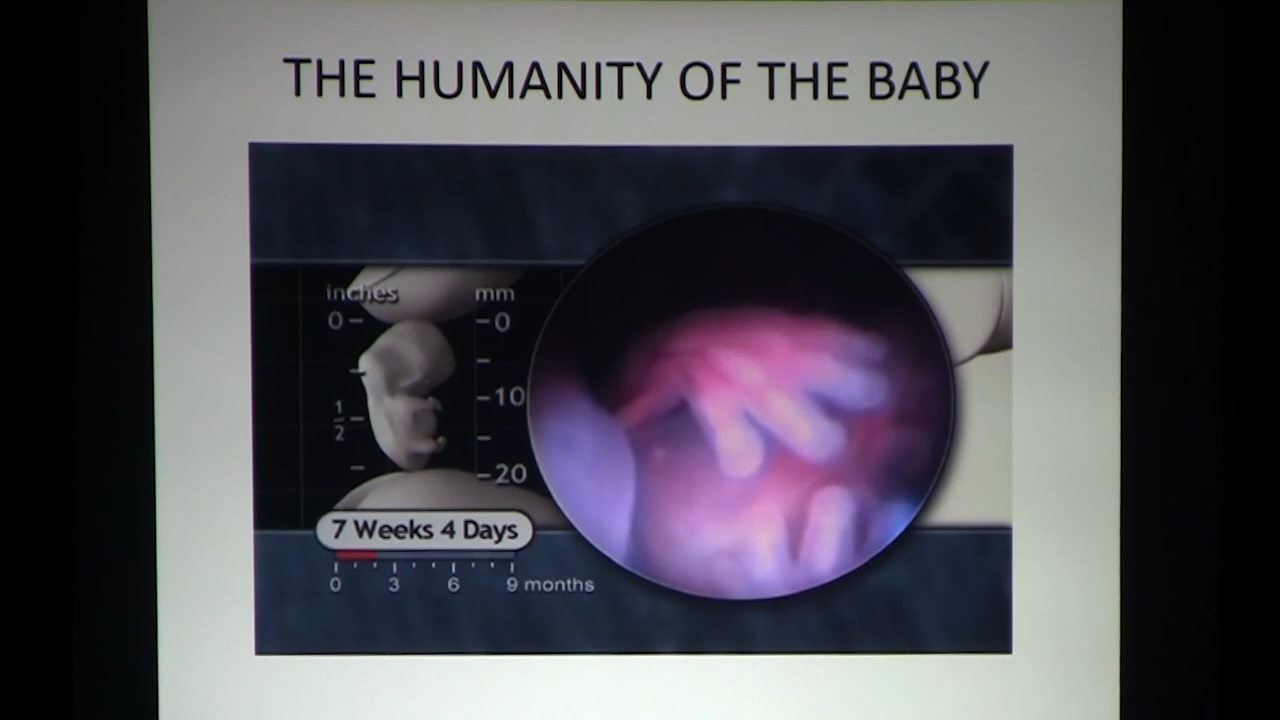 THE HUMANITY OF THE BABY
inches mm
0 0
10
1/2
20
7 Weeks 4 Days
0 3 6 9 months